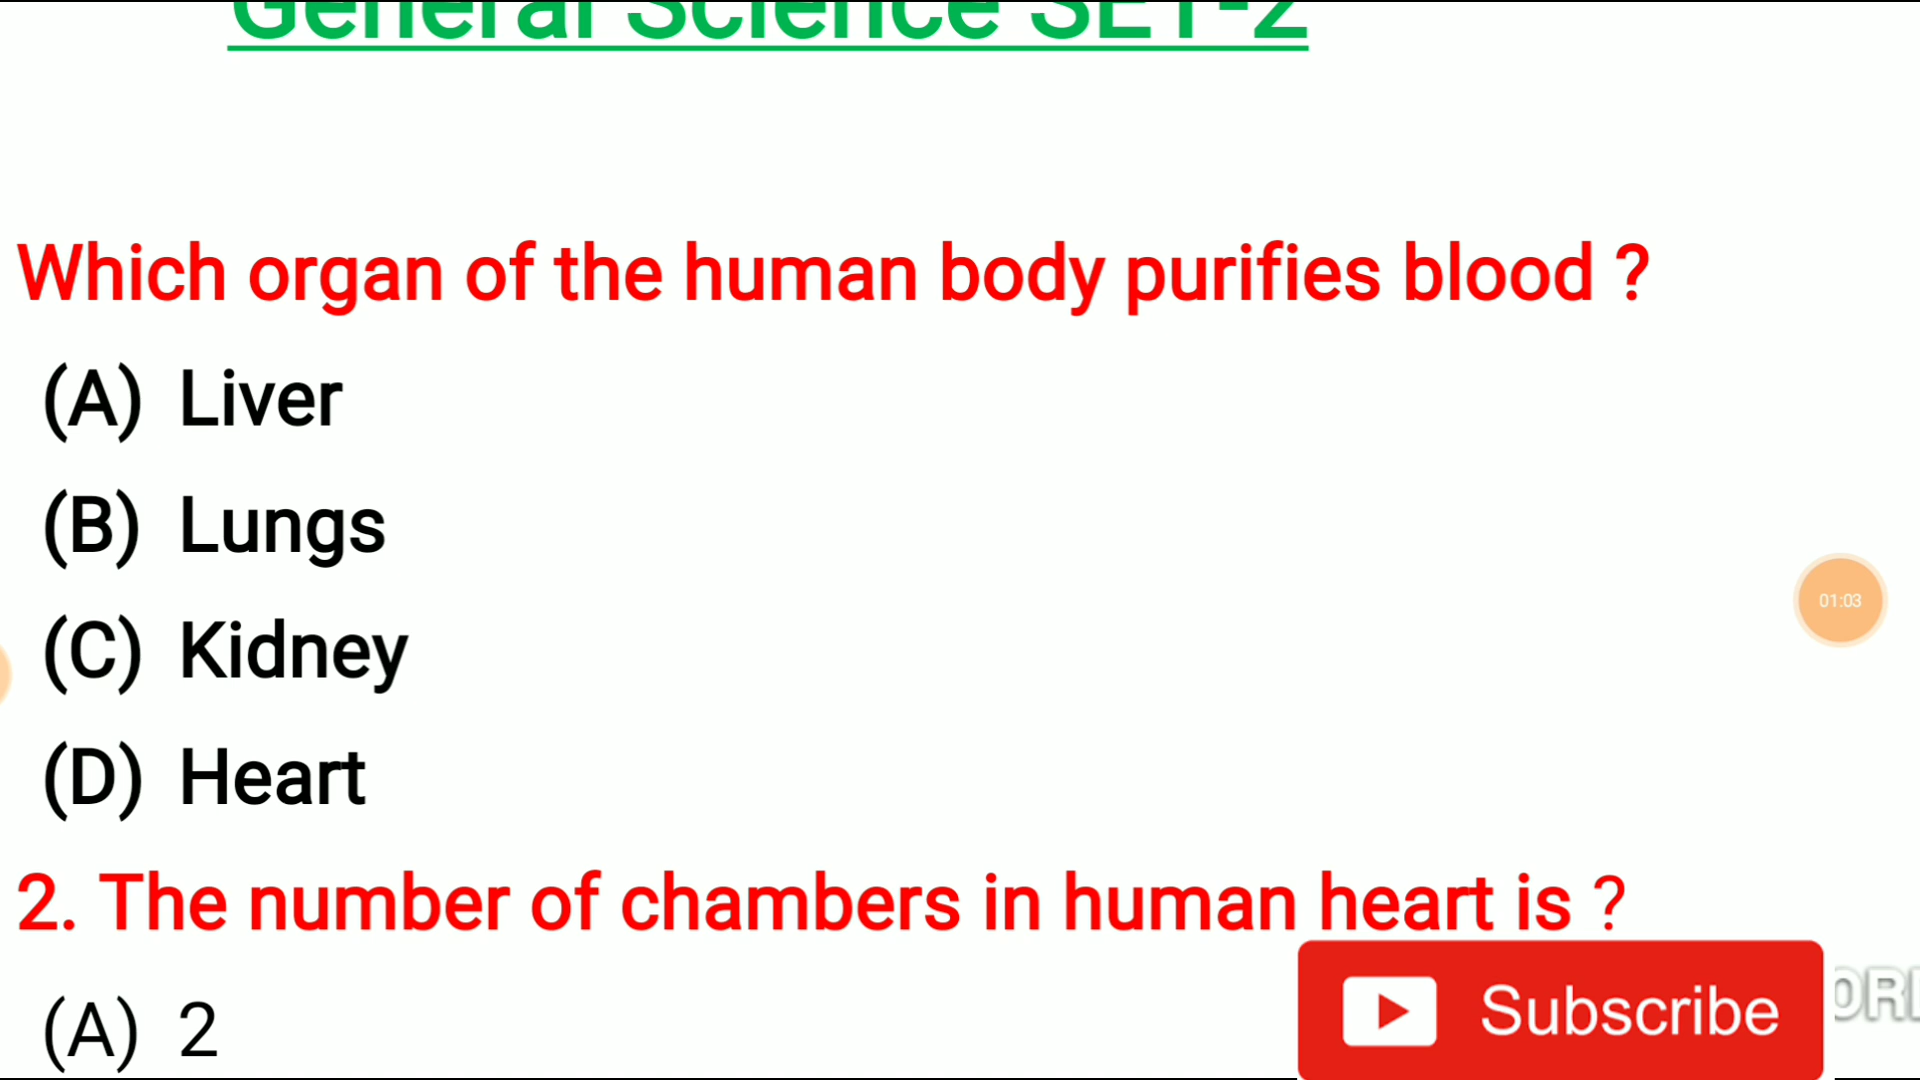 General Science SET-2
Which organ of the human body purifies blood ?
(A) Liver
(B) Lungs
(C) Kidney
01:03
(D) Heart
2. The number of chambers in human heart is ?
(A) 2
Subscribe